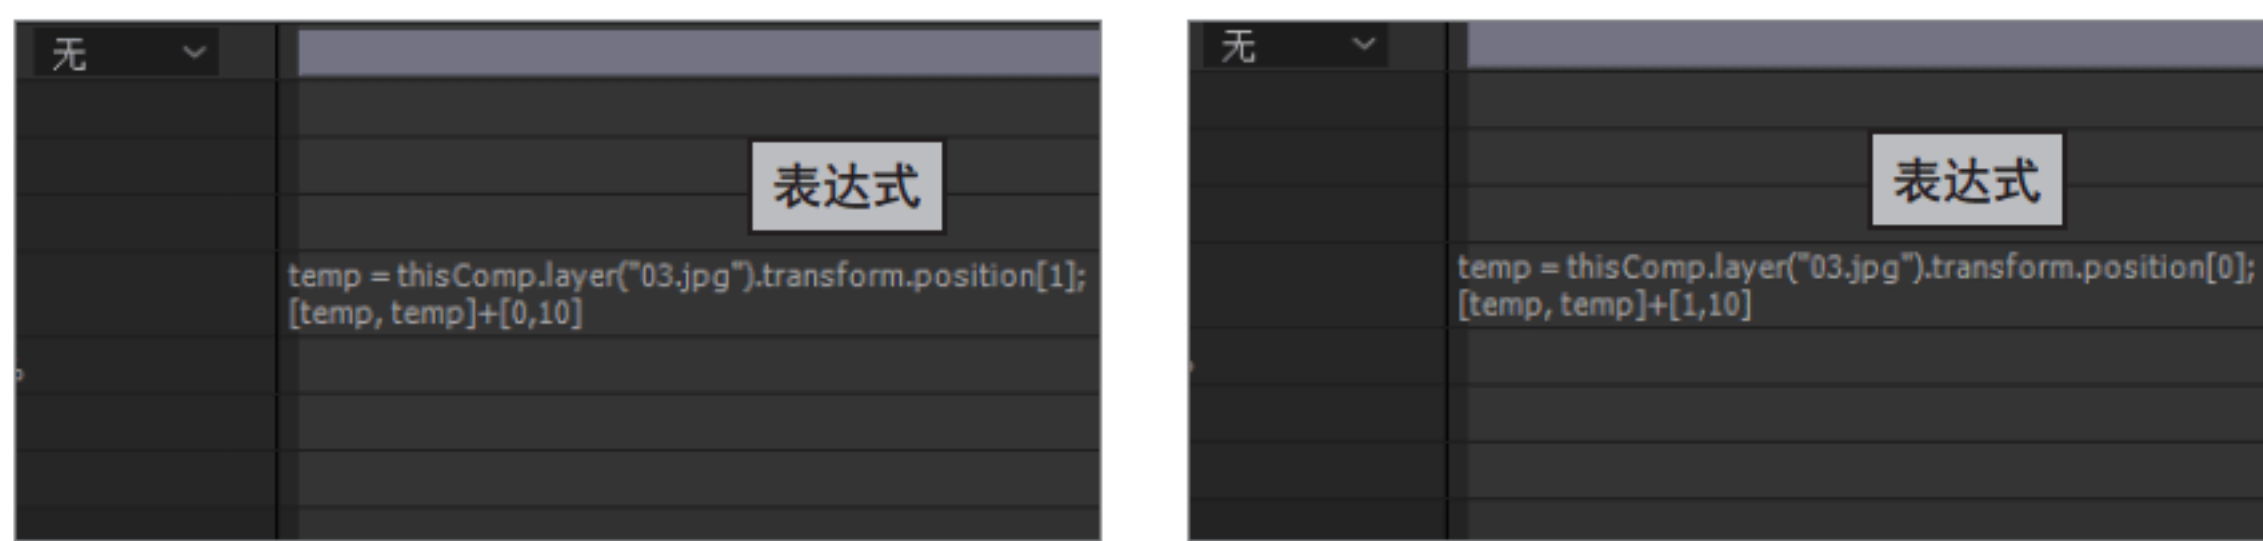 无
表达式
temp = thisComp.layer("03.jpg").transform.position[1];
[temp, temp]+[0,10]
无
表达式
temp = thisComp.layer("03.jpg").transform.position[0];
[temp, temp]+[1,10]